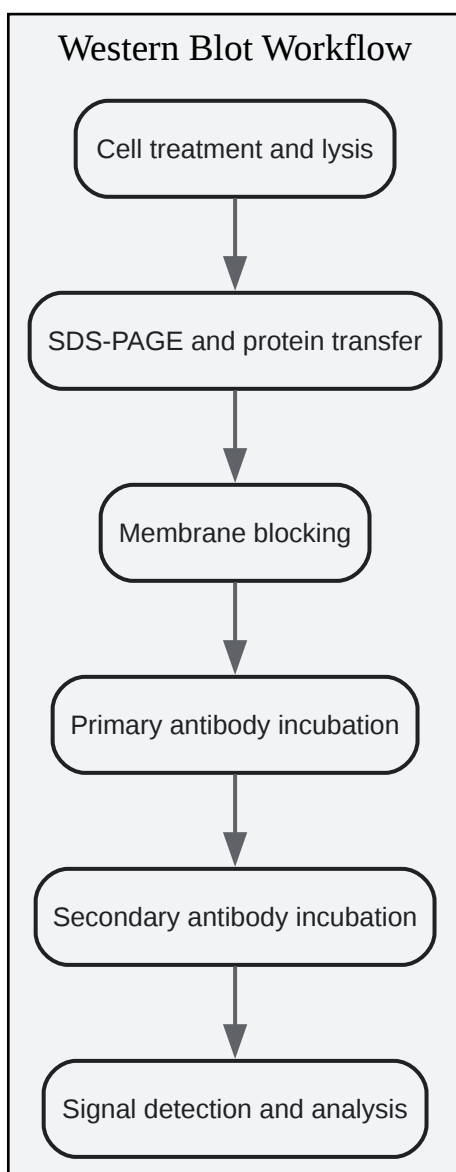 Western Blot Workflow
Cell treatment and lysis
SDS-PAGE and protein transfer
Membrane blocking
Primary antibody incubation
Secondary antibody incubation
Signal detection and analysis